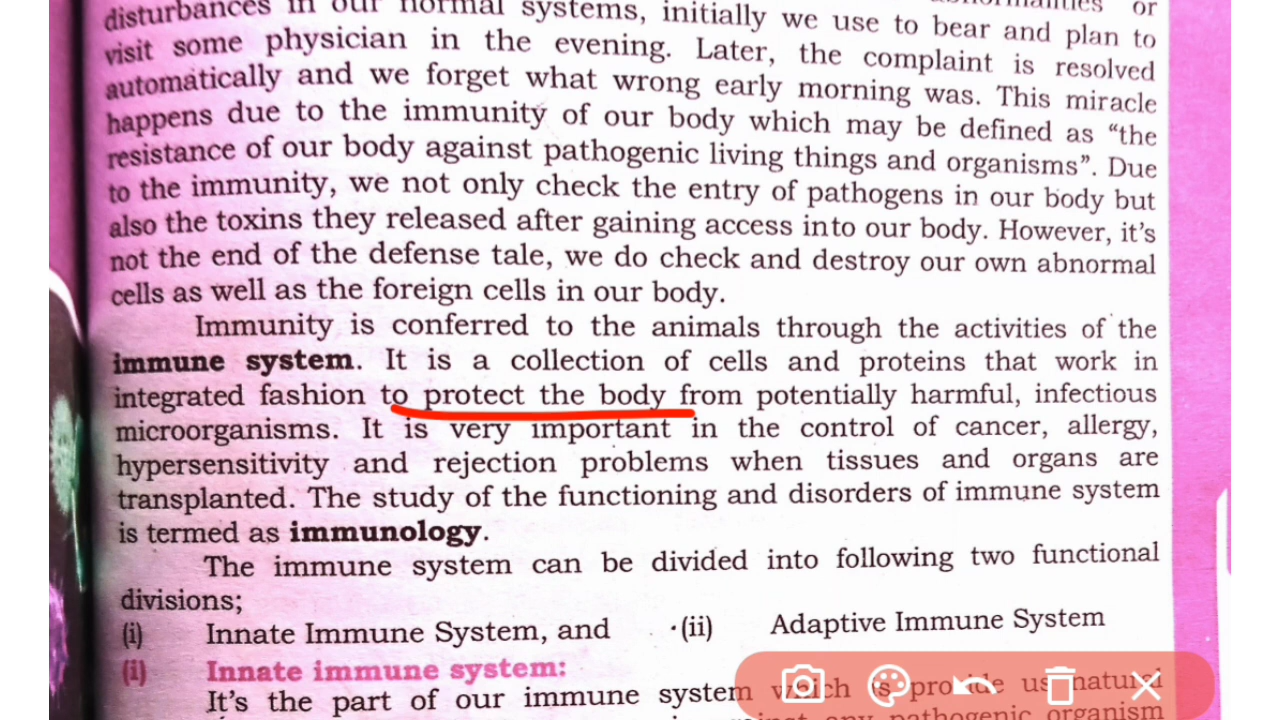 disturbances in our normal systems, initially we use to bear and plan to
visit some physician in the evening. Later, the complaint is resolved
automatically and we forget what wrong early morning was. This miracle
happens due to the immunity of our body which may be defined as “the
resistance of our body against pathogenic living things and organisms”. Due
to the immunity, we not only check the entry of pathogens in our body but
also the toxins they released after gaining access into our body. However, it’s
not the end of the defense tale, we do check and destroy our own abnormal
cells as well as the foreign cells in our body.
Immunity is conferred to the animals through the activities of the
immune system. It is a collection of cells and proteins that work in
integrated fashion to protect the body from potentially harmful, infectious
microorganisms. It is very important in the control of cancer, allergy,
hypersensitivity and rejection problems when tissues and organs are
transplanted. The study of the functioning and disorders of immune system
is termed as immunology.
The immune system can be divided into following two functional
divisions;
(i) Innate Immune System, and (ii) Adaptive Immune System
(i) Innate immune system:
It’s the part of our immune system which is provide us natural
pathogenic organism